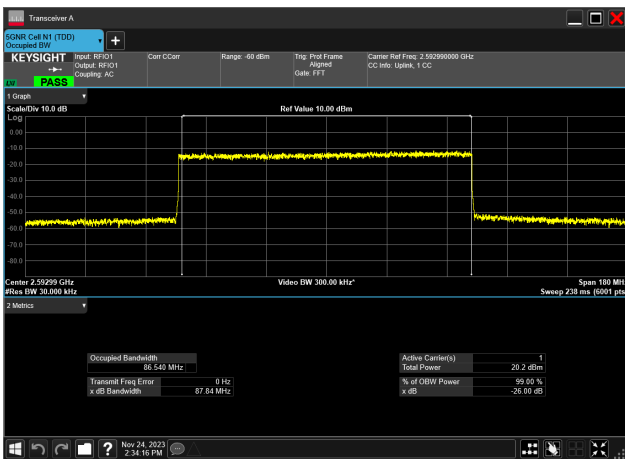 Transceiver A
5GNR Cell N1 (TDD)
Occupied BW
KEYSIGHT
Input: RFIO1
Output: RFIO1
Coupling: AC
Corr CCorr
Range: -60 dBm
Trig: Prot Frame
Aligned
Gate: FFT
Carrier Ref Freq: 2.592990000 GHz
CC Info: Uplink, 1 CC
PASS
1 Graph
Scale/Div 10.0 dB
Ref Value 10.00 dBm
Log
0.00
-10.0
-20.0
-30.0
-40.0
-50.0
-60.0
-70.0
-80.0
Center 2.59299 GHz
Video BW 300.00 kHz*
Span 180 MH
#Res BW 30.000 kHz
Sweep 238 ms (6001 pts
2 Metrics
Occupied Bandwidth
86.540 MHz
Transmit Freq Error 0 Hz
x dB Bandwidth 87.84 MHz
Active Carrier(s) 1
Total Power 20.2 dBm
% of OBW Power 99.00 %
x dB -26.00 dB
Nov 24, 2023
2:34:16 PM